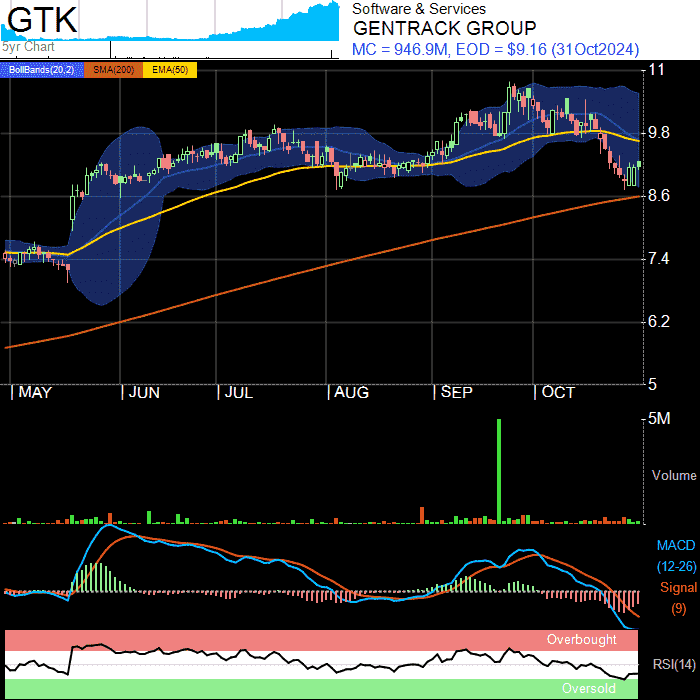 GTK
5yr Chart
Software & Services
GENTRACK GROUP
MC = 946.9M, EOD = $9.16 (31Oct2024)
BollBands(20,2) SMA(200) EMA(50)
11
9.8
8.6
7.4
6.2
5
MAY JUN JUL AUG SEP OCT
5M
Volume
MACD
(12-26)
Signal
(9)
Overbought
RSI(14)
Oversold